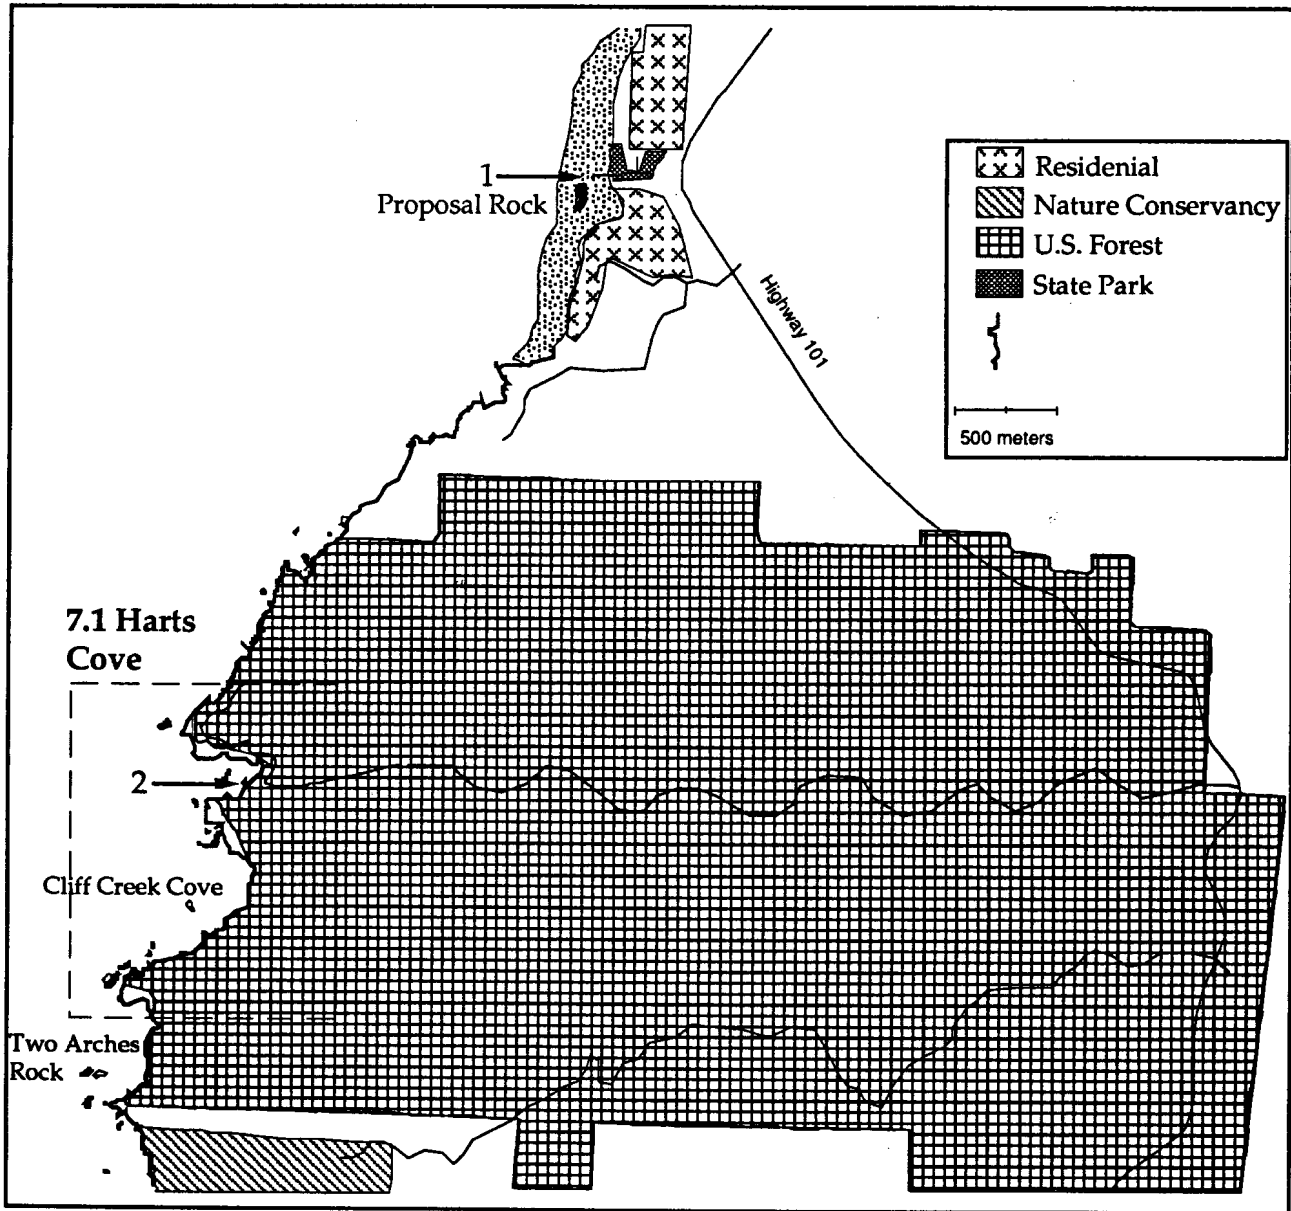 1
Proposal Rock
Highway 101
Residenial
Nature Conservancy
U.S. Forest
State Park
500 meters
7.1 Harts
Cove
2
Cliff Creek Cove
Two Arches
Rock